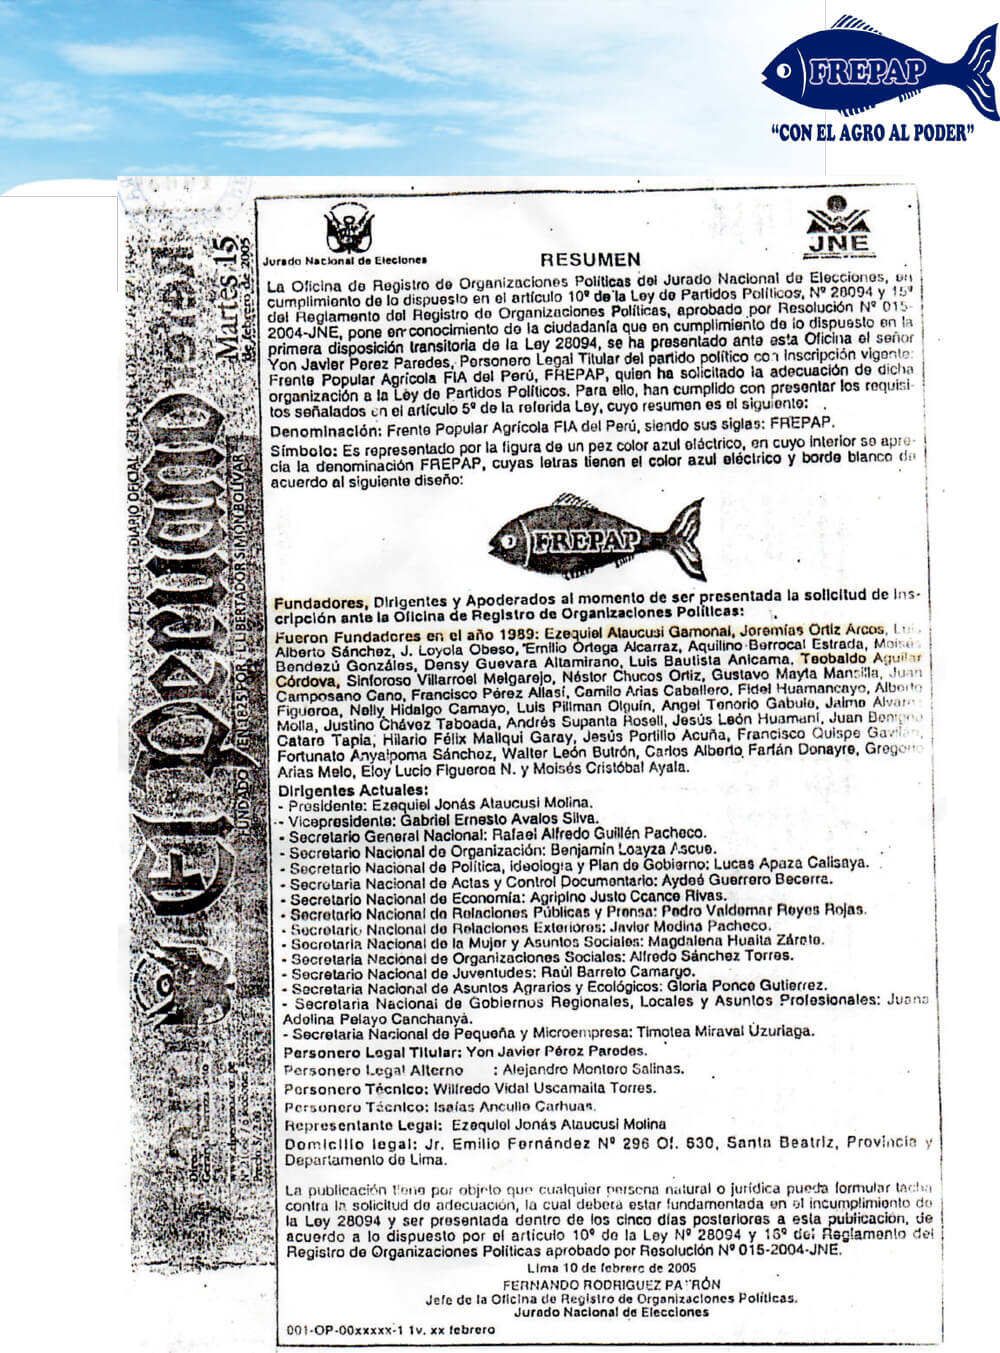 FREPAP
“CON EL AGRO AL PODER”
El Peruano
Martes 15
de febrero de 2005
DIARIO OFICIAL
FUNDADO EN 1825 POR EL LIBERTADOR SIMÓN BOLÍVAR
Jurado Nacional de Elecciones
JNE
RESUMEN
La Oficina de Registro de Organizaciones Políticas del Jurado Nacional de Elecciones, en
cumplimiento de lo dispuesto en el artículo 10º de la Ley de Partidos Políticos, Nº 28094 y 15º
del Reglamento del Registro de Organizaciones Políticas, aprobado por Resolución Nº 015-
2004-JNE, pone en conocimiento de la ciudadanía que en cumplimiento de lo dispuesto en la
primera disposición transitoria de la Ley 28094, se ha presentado ante esta Oficina el señor
Yon Javier Perez Paredes, Personero Legal Titular del partido político con inscripción vigente:
Frente Popular Agrícola FIA del Perú, FREPAP, quien ha solicitado la adecuación de dicha
organización a la Ley de Partidos Políticos. Para ello, han cumplido con presentar los requisi-
tos señalados en el artículo 5º de la referida Ley, cuyo resumen es el siguiente:
Denominación: Frente Popular Agrícola FIA del Perú, siendo sus siglas: FREPAP.
Símbolo: Es representado por la figura de un pez color azul eléctrico, en cuyo interior se apre-
cia la denominación FREPAP, cuyas letras tienen el color azul eléctrico y borde blanco de
acuerdo al siguiente diseño:
FREPAP
Fundadores, Dirigentes y Apoderados al momento de ser presentada la solicitud de ins-
cripción ante la Oficina de Registro de Organizaciones Políticas:
Fueron Fundadores en el año 1989: Ezequiel Ataucusi Gamonal, Jeremías Ortiz Arcos, Luis
Alberto Sánchez, J. Loyola Obeso, Emilio Ortega Alcarraz, Aquilino Berrocal Estrada, Moisés
Bendezú Gonzáles, Densy Guevara Altamirano, Luis Bautista Anicama, Teobaldo Aguilar
Córdova, Sinforoso Villarroel Melgarejo, Néstor Chucos Ortiz, Gustavo Mayta Mansilla, Juan
Camposano Cano, Francisco Pérez Allasi, Camilo Arias Caballero, Fidel Huamancayo, Alberto
Figueroa, Nelly Hidalgo Camayo, Luis Pillman Olguín, Angel Tenorio Gabulo, Jaime Alvaro
Molla, Justino Chávez Taboada, Andrés Supanta Rosell, Jesús León Huamaní, Juan Benigno
Cataro Tapia, Hilario Félix Mallqui Garay, Jesús Portillo Acuña, Francisco Quispe Gavilán,
Fortunato Anyaipoma Sánchez, Walter León Butrón, Carlos Alberto Farfán Donayre, Gregorio
Arias Melo, Eloy Lucio Figueroa N. y Moisés Cristóbal Ayala.
Dirigentes Actuales:
- Presidente: Ezequiel Jonás Ataucusi Molina.
- Vicepresidente: Gabriel Ernesto Avalos Silva.
- Secretario General Nacional: Rafael Alfredo Guillén Pacheco.
- Secretario Nacional de Organización: Benjamín Loayza Ascue.
- Secretario Nacional de Política, ideología y Plan de Gobierno: Lucas Apaza Calisaya.
- Secretaria Nacional de Actas y Control Documentario: Aydeé Guerrero Becerra.
- Secretario Nacional de Economía: Agripino Justo Ccance Rivas.
- Secretario Nacional de Relaciones Públicas y Prensa: Pedro Valdemar Reyes Rojas.
- Secretario Nacional de Relaciones Exteriores: Javier Medina Pacheco.
- Secretaria Nacional de la Mujer y Asuntos Sociales: Magdalena Huaita Zárate.
- Secretario Nacional de Organizaciones Sociales: Alfredo Sánchez Torres.
- Secretario Nacional de Juventudes: Raúl Barreto Camargo.
- Secretaria Nacional de Asuntos Agrarios y Ecológicos: Gloria Ponce Gutierrez.
- Secretaria Nacional de Gobiernos Regionales, Locales y Asuntos Profesionales: Juana
Adelina Pelayo Canchanya.
- Secretaria Nacional de Pequeña y Microempresa: Timotea Miraval Uzuriaga.
Personero Legal Titular: Yon Javier Pérez Paredes.
Personero Legal Alterno : Alejandro Montero Salinas.
Personero Técnico: Wilfredo Vidal Uscamaita Torres.
Personero Técnico: Isaías Anculio Carhuas.
Representante Legal: Ezequiel Jonás Ataucusi Molina
Domicilio legal: Jr. Emilio Fernández Nº 296 Of. 630, Santa Beatriz, Provincia y
Departamento de Lima.
La publicación tiene por objeto que cualquier persona natural o jurídica pueda formular tacha
contra la solicitud de adecuación, la cual deberá estar fundamentada en el incumplimiento de
la Ley 28094 y ser presentada dentro de los cinco días posteriores a esta publicación, de
acuerdo a lo dispuesto por el artículo 10º de la Ley Nº 28094 y 16º del Reglamento del
Registro de Organizaciones Políticas aprobado por Resolución Nº 015-2004-JNE.
Lima 10 de febrero de 2005
FERNANDO RODRIGUEZ PATRÓN
Jefe de la Oficina de Registro de Organizaciones Políticas.
Jurado Nacional de Elecciones
001-OP-00xxxxx-1 1v. xx febrero